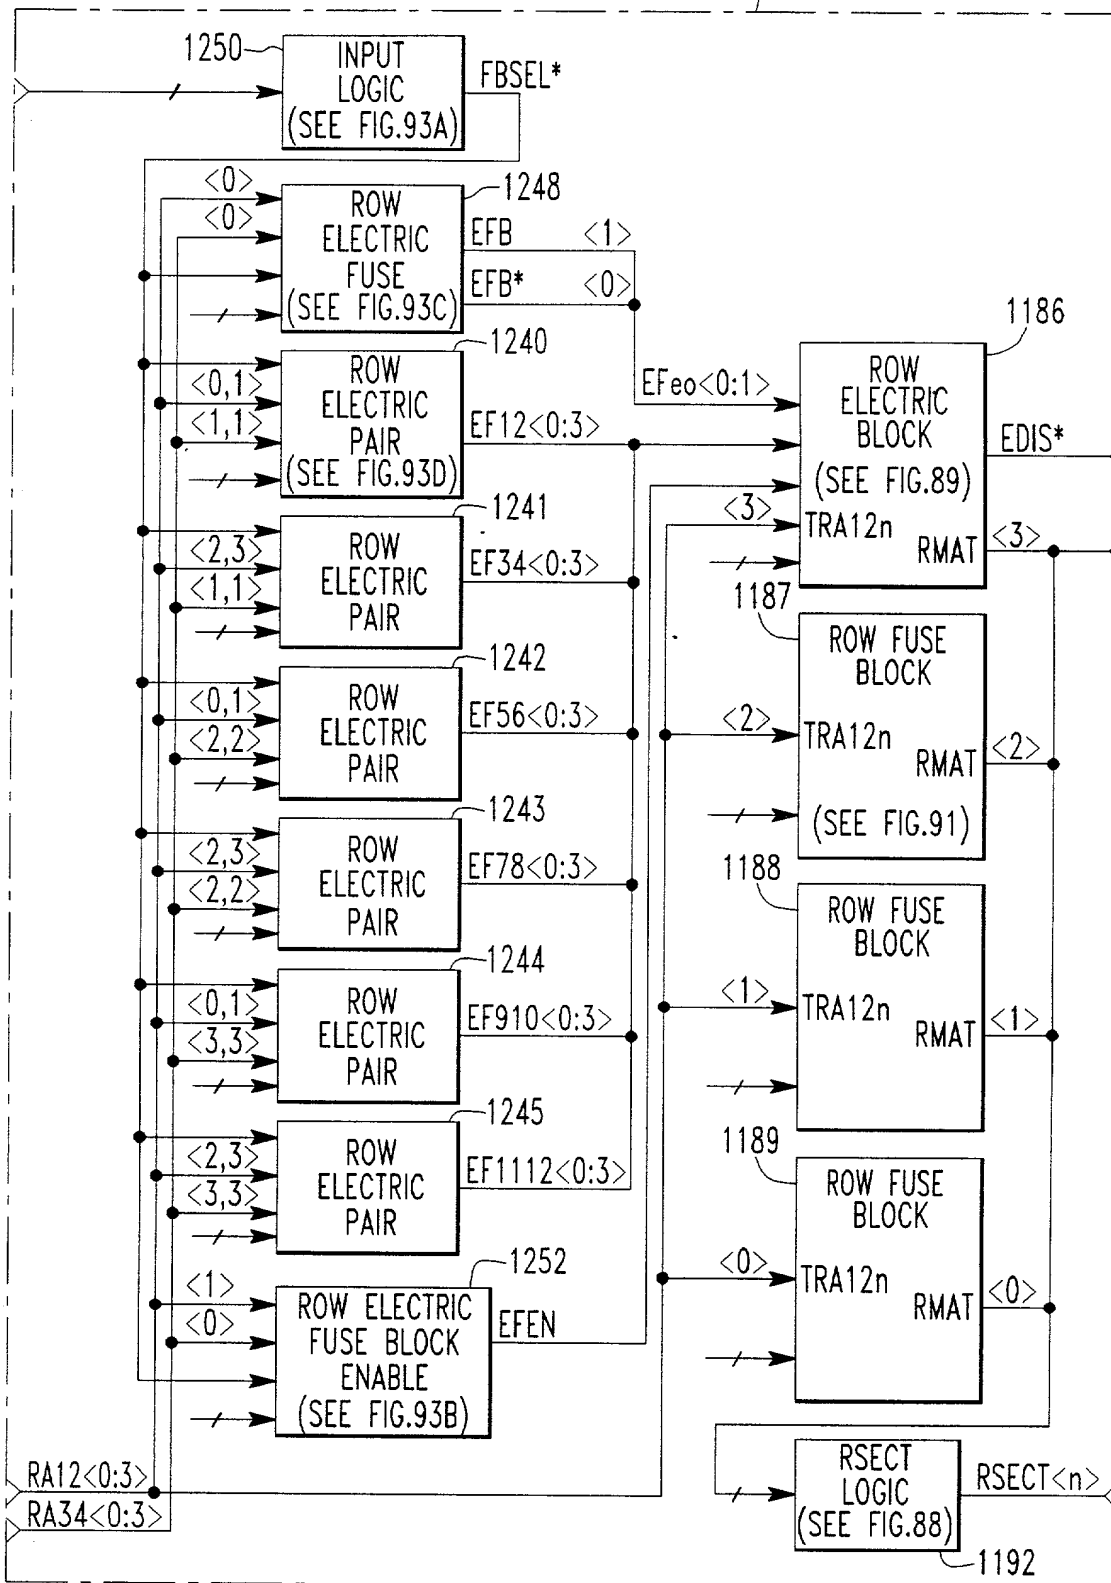 1250
INPUT
LOGIC
(SEE FIG.93A)
FBSEL*
<0>
<0>
ROW
ELECTRIC
FUSE
(SEE FIG.93C)
1248
EFB
<1>
EFB*
<0>
1240
<0,1>
<1,1>
ROW
ELECTRIC
PAIR
(SEE FIG.93D)
EF12<0:3>
1241
<2,3>
<1,1>
ROW
ELECTRIC
PAIR
EF34<0:3>
1242
<0,1>
<2,2>
ROW
ELECTRIC
PAIR
EF56<0:3>
1243
<2,3>
<2,2>
ROW
ELECTRIC
PAIR
EF78<0:3>
1244
<0,1>
<3,3>
ROW
ELECTRIC
PAIR
EF910<0:3>
1245
<2,3>
<3,3>
ROW
ELECTRIC
PAIR
EF1112<0:3>
1252
<1>
<0>
ROW ELECTRIC
FUSE BLOCK
ENABLE
(SEE FIG.93B)
EFEN
RA12<0:3>
RA34<0:3>
1186
EFeo<0:1>
ROW
ELECTRIC
BLOCK
(SEE FIG.89)
EDIS*
<3>
TRA12n
RMAT
<3>
1187
ROW FUSE
BLOCK
<2>
TRA12n
RMAT
<2>
(SEE FIG.91)
1188
ROW FUSE
BLOCK
<1>
TRA12n
RMAT
<1>
1189
ROW FUSE
BLOCK
<0>
TRA12n
RMAT
<0>
RSECT
LOGIC
(SEE FIG.88)
RSECT<n>
1192